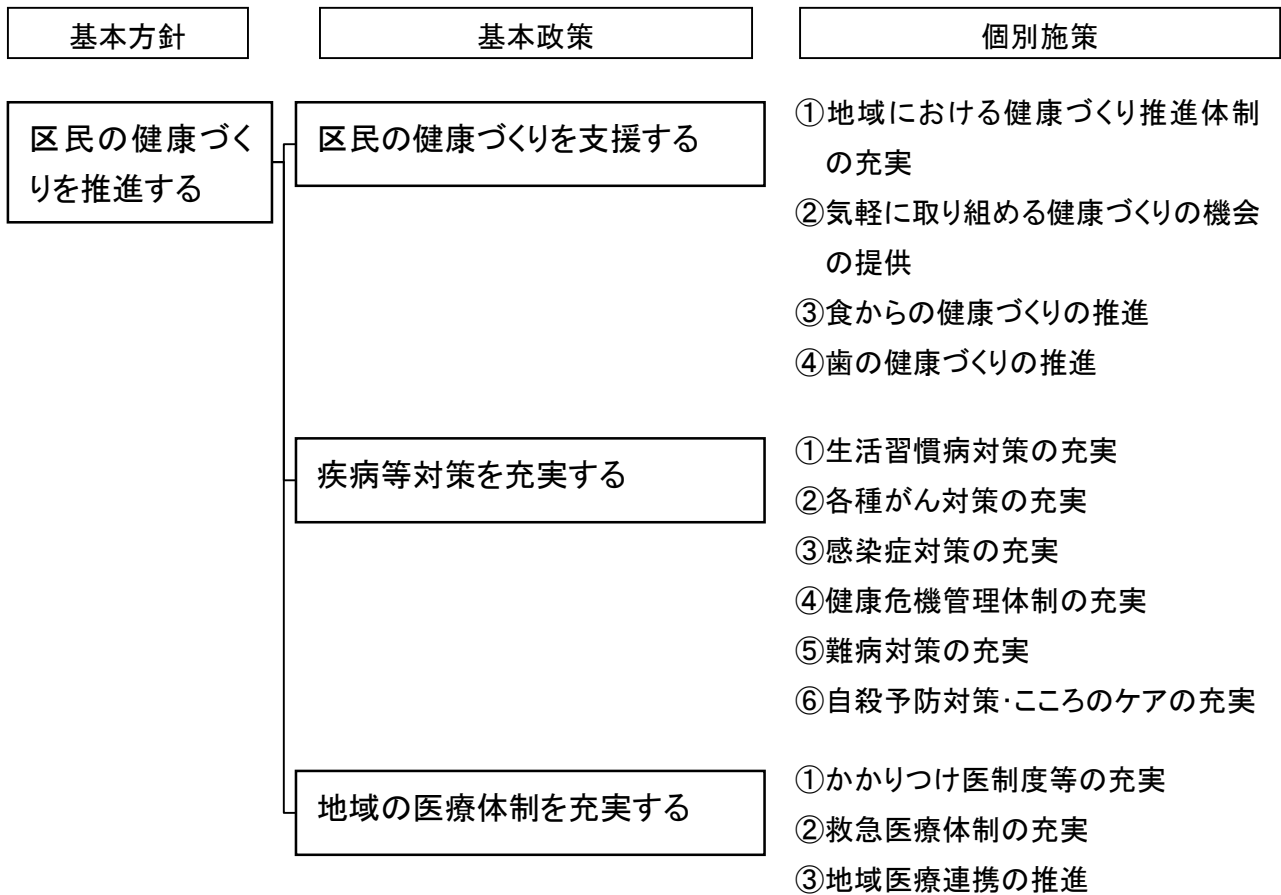 基本方針
基本政策
個別施策
区民の健康づく
りを推進する
区民の健康づくりを支援する
①地域における健康づくり推進体制
の充実
②気軽に取り組める健康づくりの機会
の提供
③食からの健康づくりの推進
④歯の健康づくりの推進
疾病等対策を充実する
①生活習慣病対策の充実
②各種がん対策の充実
③感染症対策の充実
④健康危機管理体制の充実
⑤難病対策の充実
⑥自殺予防対策･こころのケアの充実
地域の医療体制を充実する
①かかりつけ医制度等の充実
②救急医療体制の充実
③地域医療連携の推進